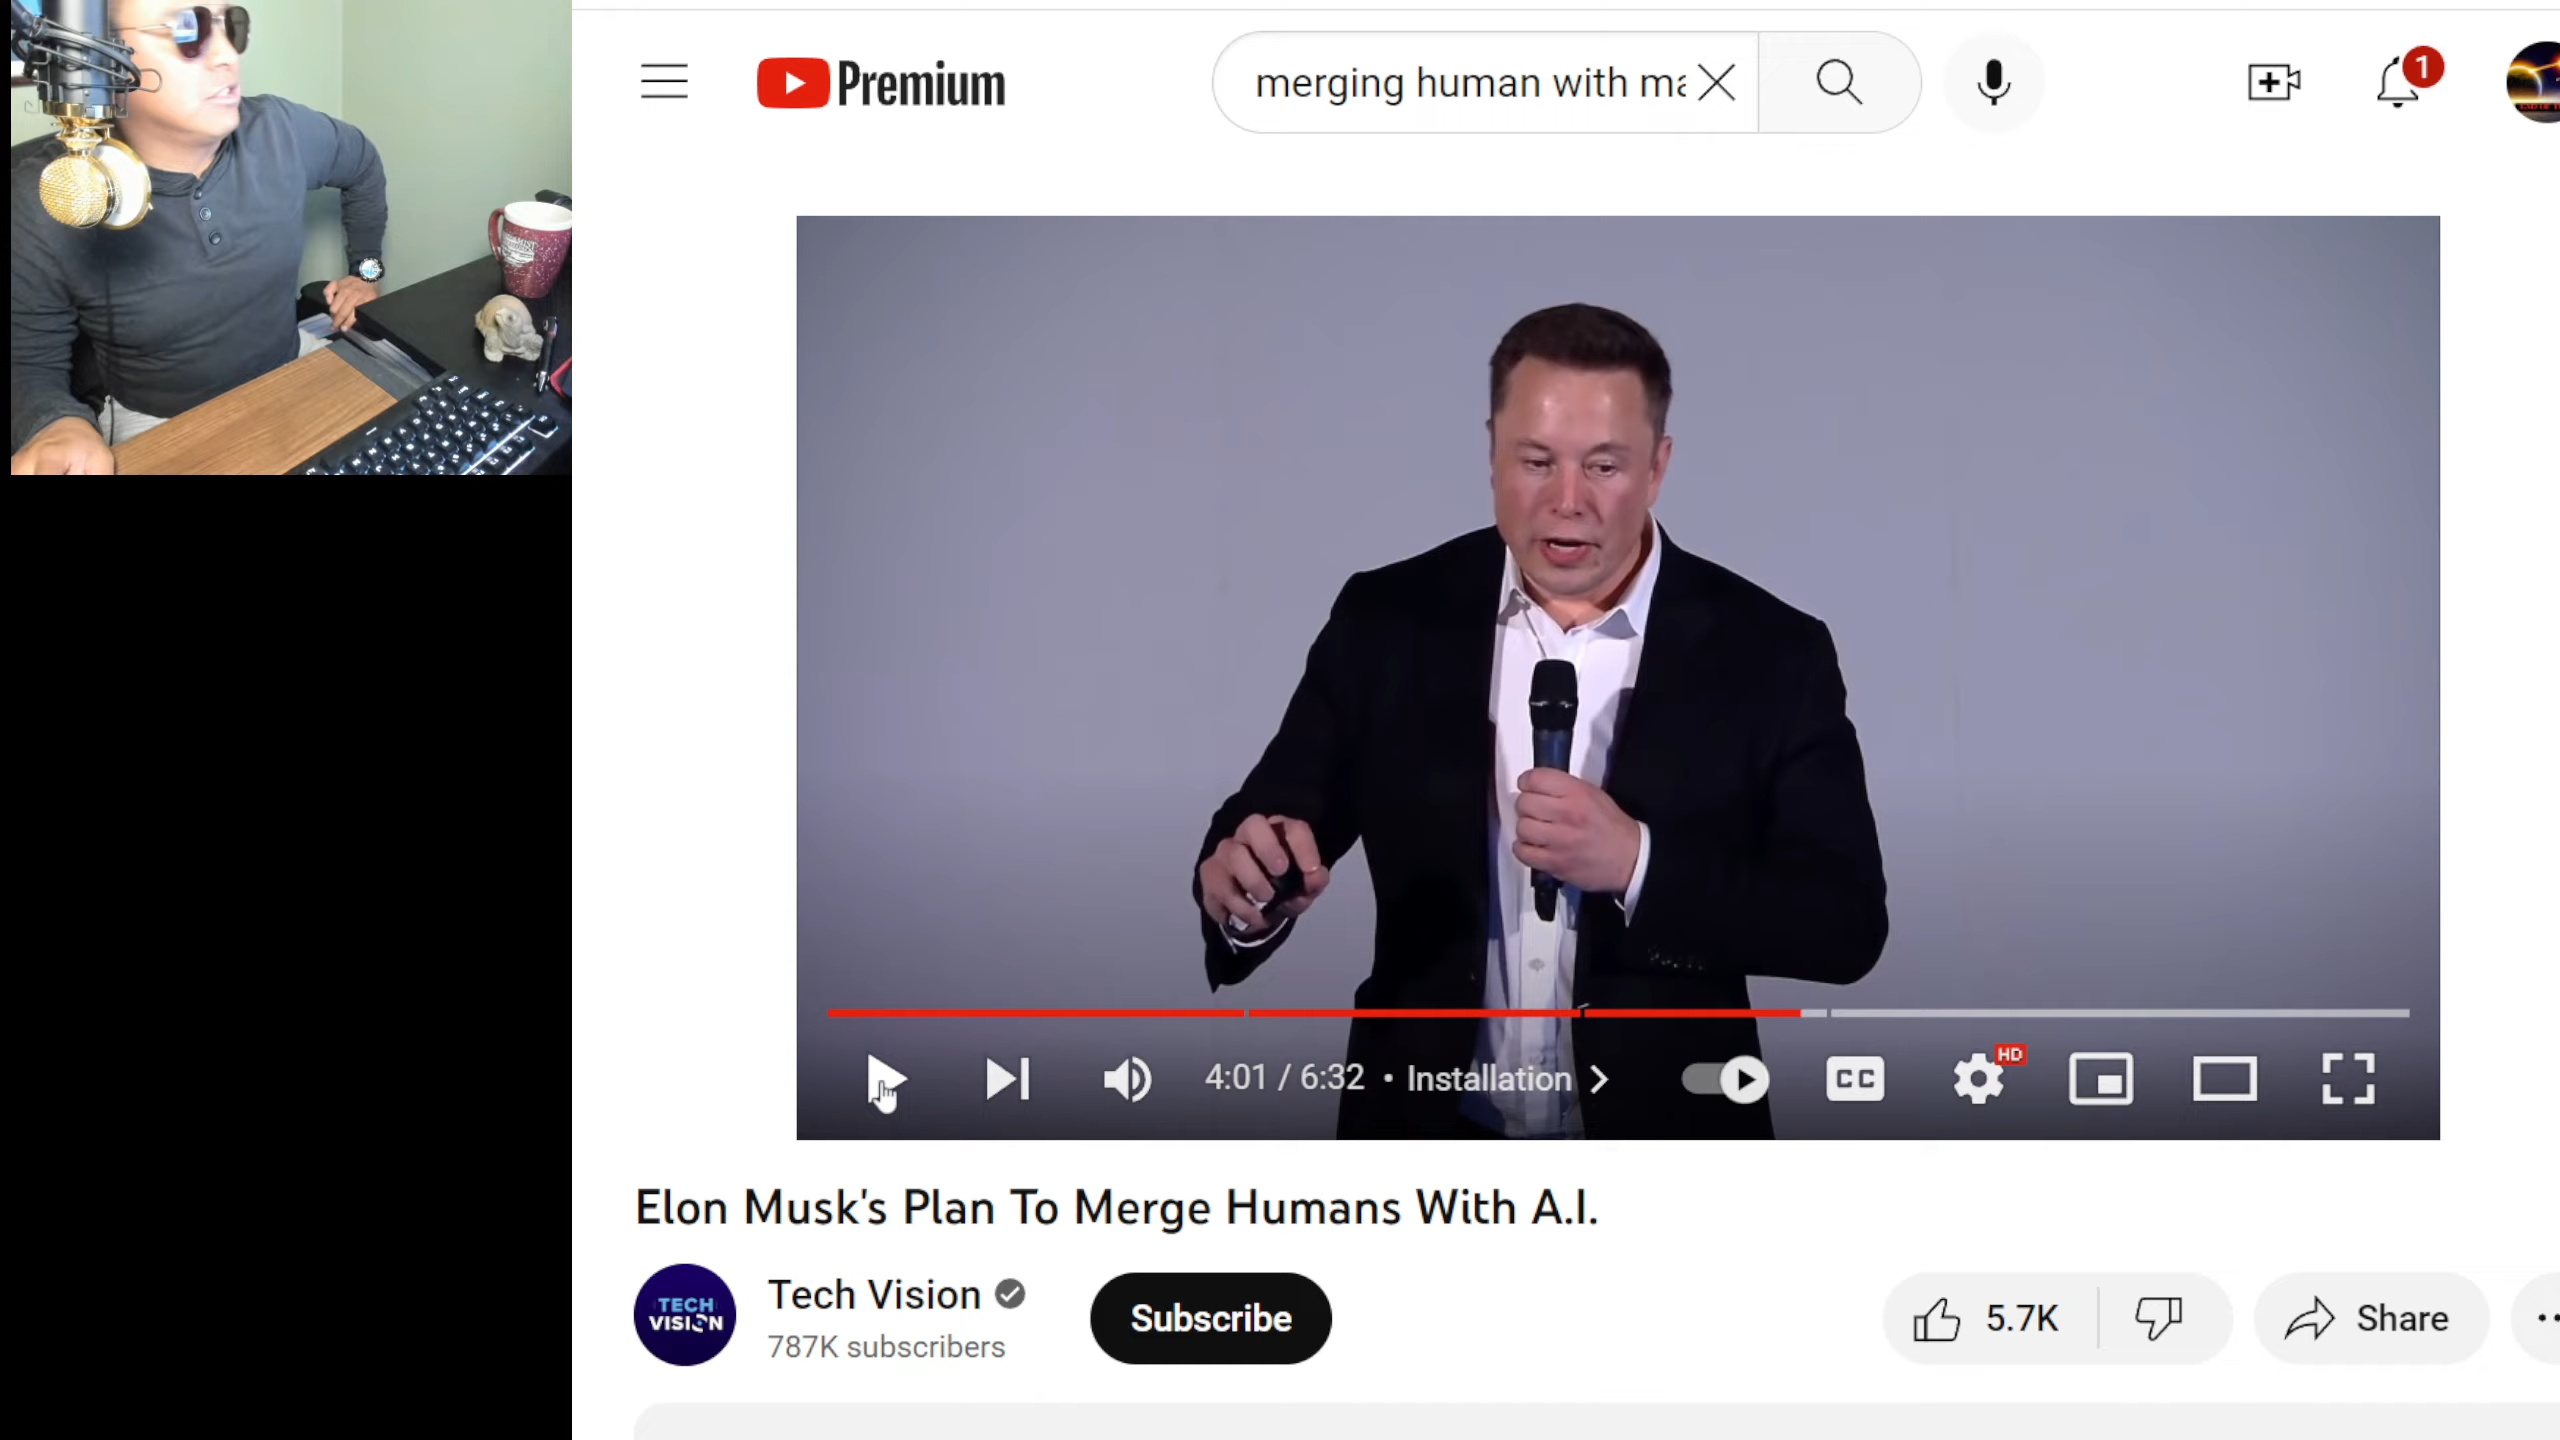 Premium
merging human with ma
1
4:01 / 6:32 • Installation
CC
HD
Elon Musk's Plan To Merge Humans With A.I.
TECH
VISION
Tech Vision
787K subscribers
Subscribe
5.7K
Share